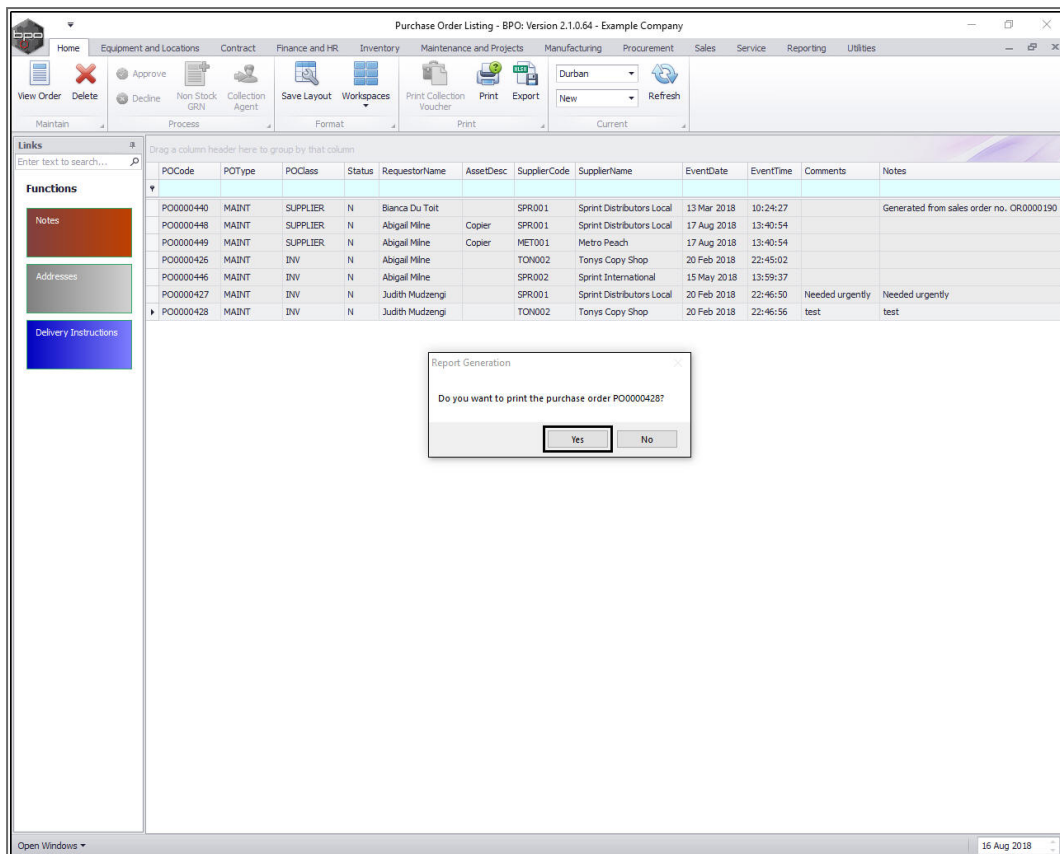 bpo
Purchase Order Listing - BPO: Version 2.1.0.64 - Example Company
Home Equipment and Locations Contract Finance and HR Inventory Maintenance and Projects Manufacturing Procurement Sales Service Reporting Utilities
View Order Delete Approve Decline Non Stock GRN Collection Agent Save Layout Workspaces Print Collection Voucher Print Export Durban New Refresh
Maintain Process Format Print Current
Links
Enter text to search...
Functions
Notes
Addresses
Delivery Instructions
Drag a column header here to group by that column
POCode POType POClass Status RequestorName AssetDesc SupplierCode SupplierName EventDate EventTime Comments Notes
PO0000440 MAINT SUPPLIER N Bianca Du Toit SPR001 Sprint Distributors Local 13 Mar 2018 10:24:27 Generated from sales order no. OR0000190
PO0000448 MAINT SUPPLIER N Abigail Milne Copier SPR001 Sprint Distributors Local 17 Aug 2018 13:40:54
PO0000449 MAINT SUPPLIER N Abigail Milne Copier MET001 Metro Peach 17 Aug 2018 13:40:54
PO0000426 MAINT INV N Abigail Milne TON002 Tonys Copy Shop 20 Feb 2018 22:45:02
PO0000446 MAINT INV N Abigail Milne SPR002 Sprint International 15 May 2018 13:59:37
PO0000427 MAINT INV N Judith Mudzengi SPR001 Sprint Distributors Local 20 Feb 2018 22:46:50 Needed urgently Needed urgently
PO0000428 MAINT INV N Judith Mudzengi TON002 Tonys Copy Shop 20 Feb 2018 22:46:56 test test
Report Generation
Do you want to print the purchase order PO0000428?
Yes No
Open Windows
16 Aug 2018